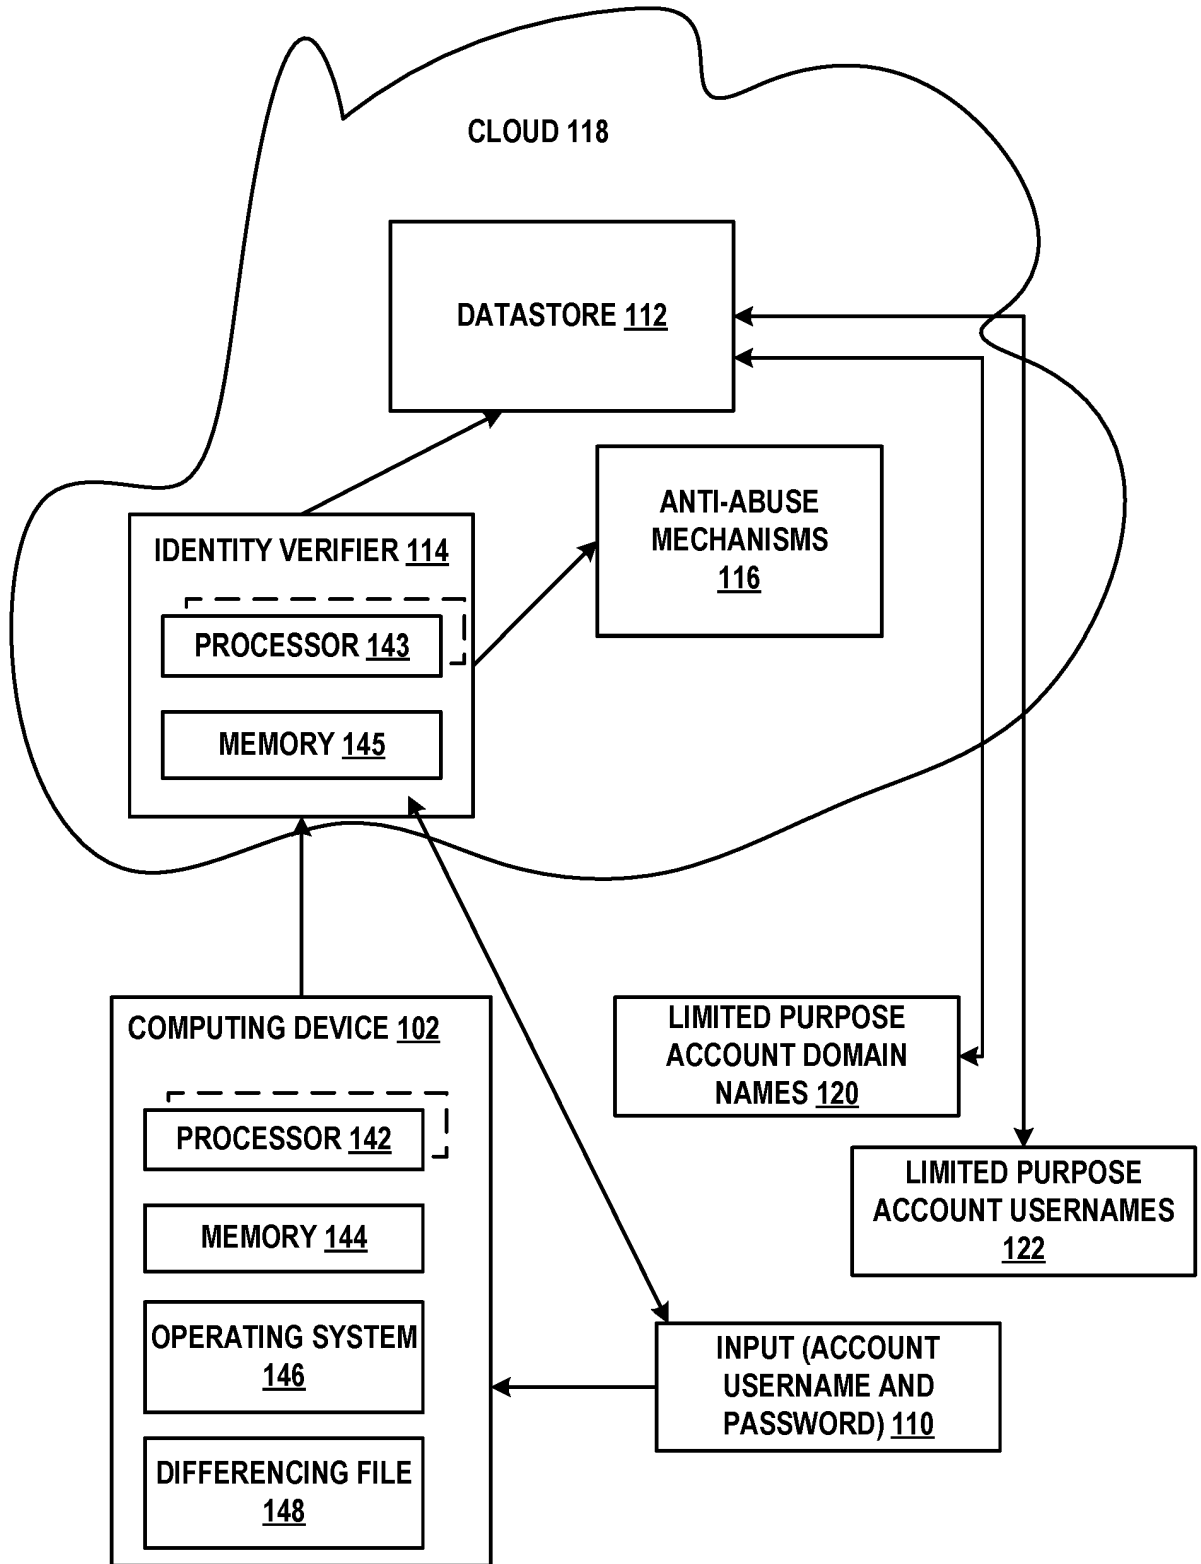 CLOUD 118
DATASTORE 112
ANTI-ABUSE
MECHANISMS
116
IDENTITY VERIFIER 114
PROCESSOR 143
MEMORY 145
COMPUTING DEVICE 102
PROCESSOR 142
MEMORY 144
OPERATING SYSTEM
146
DIFFERENCING FILE
148
LIMITED PURPOSE
ACCOUNT DOMAIN
NAMES 120
LIMITED PURPOSE
ACCOUNT USERNAMES
122
INPUT (ACCOUNT
USERNAME AND
PASSWORD) 110